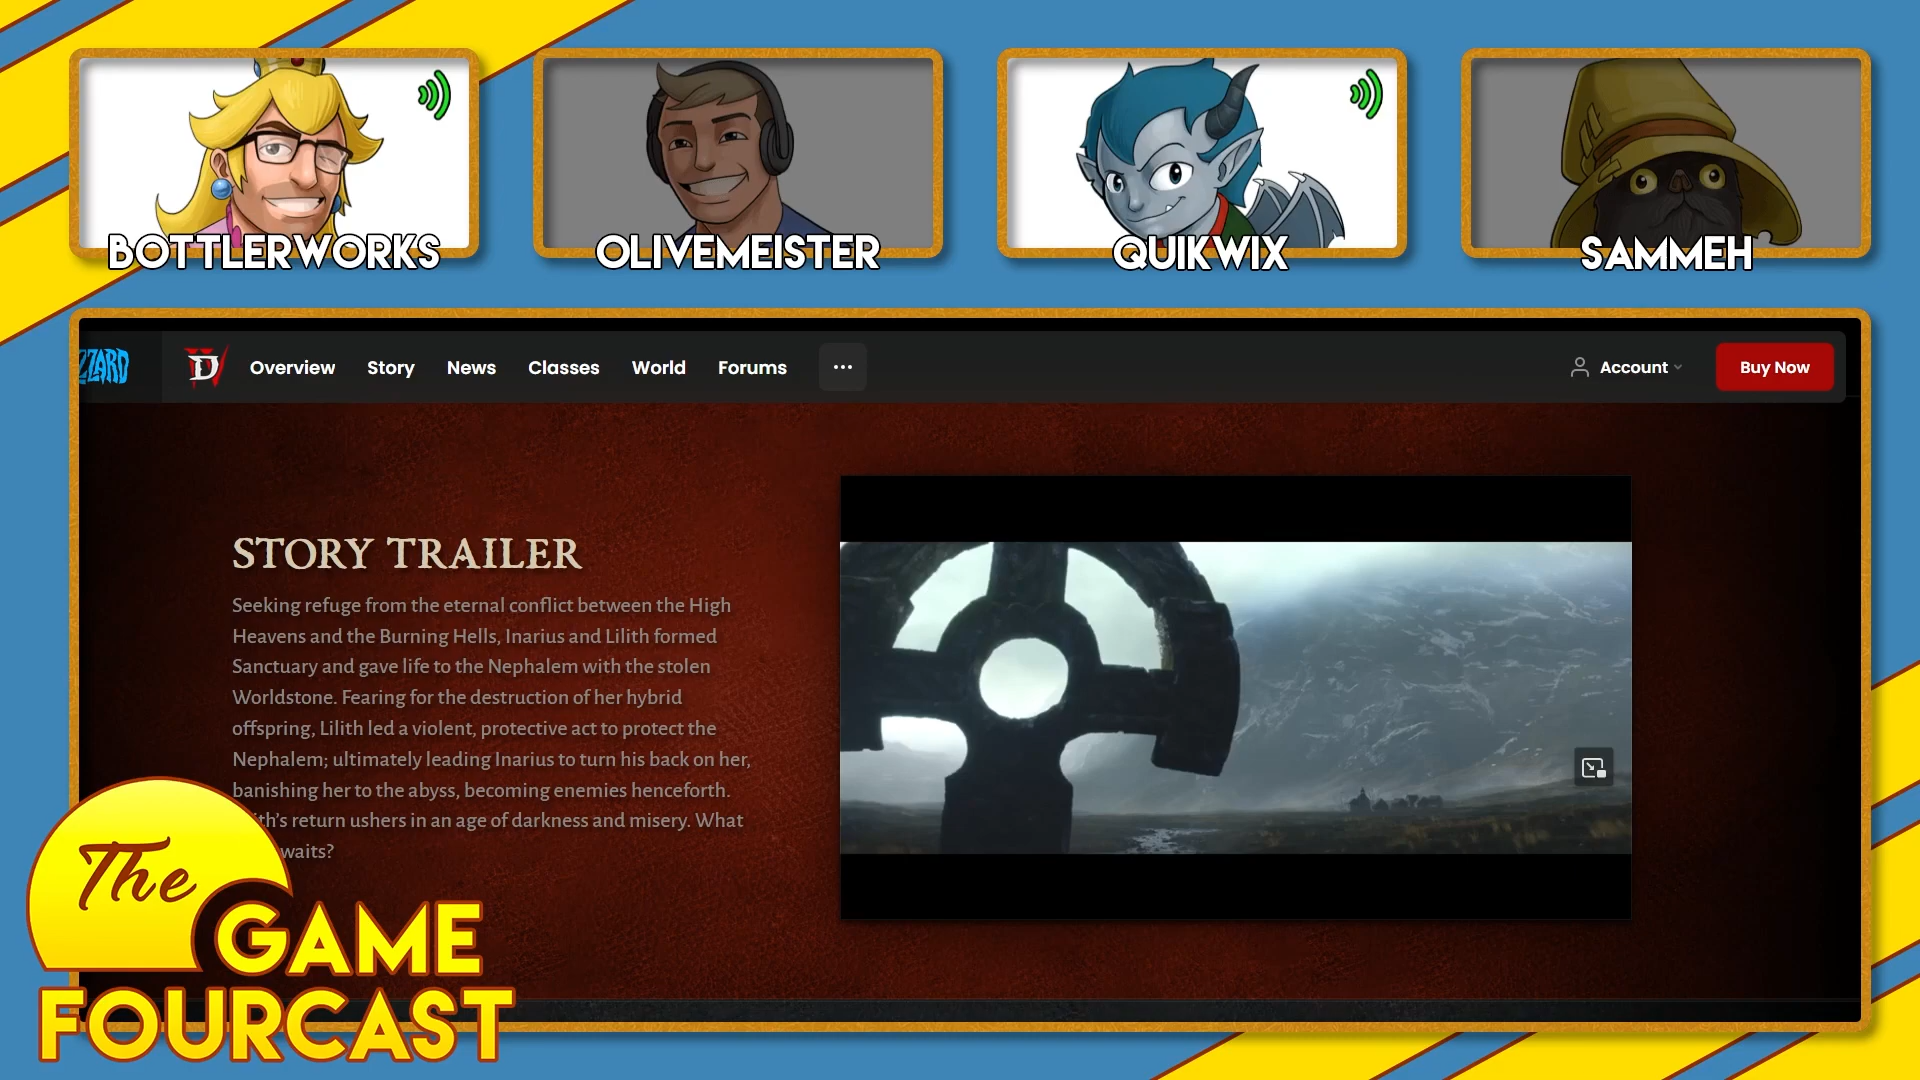 BOTTLERWORKS
OLIVEMEISTER
QUIKWIX
SAMMEH
ZZARD
Overview
Story
News
Classes
World
Forums
Account
Buy Now
STORY TRAILER
Seeking refuge from the eternal conflict between the High
Heavens and the Burning Hells, Inarius and Lilith formed
Sanctuary and gave life to the Nephalem with the stolen
Worldstone. Fearing for the destruction of her hybrid
offspring, Lilith led a violent, protective act to protect the
Nephalem; ultimately leading Inarius to turn his back on her,
banishing her to the abyss, becoming enemies henceforth.
ith's return ushers in an age of darkness and misery. What
waits?
The
GAME
FOURCAST